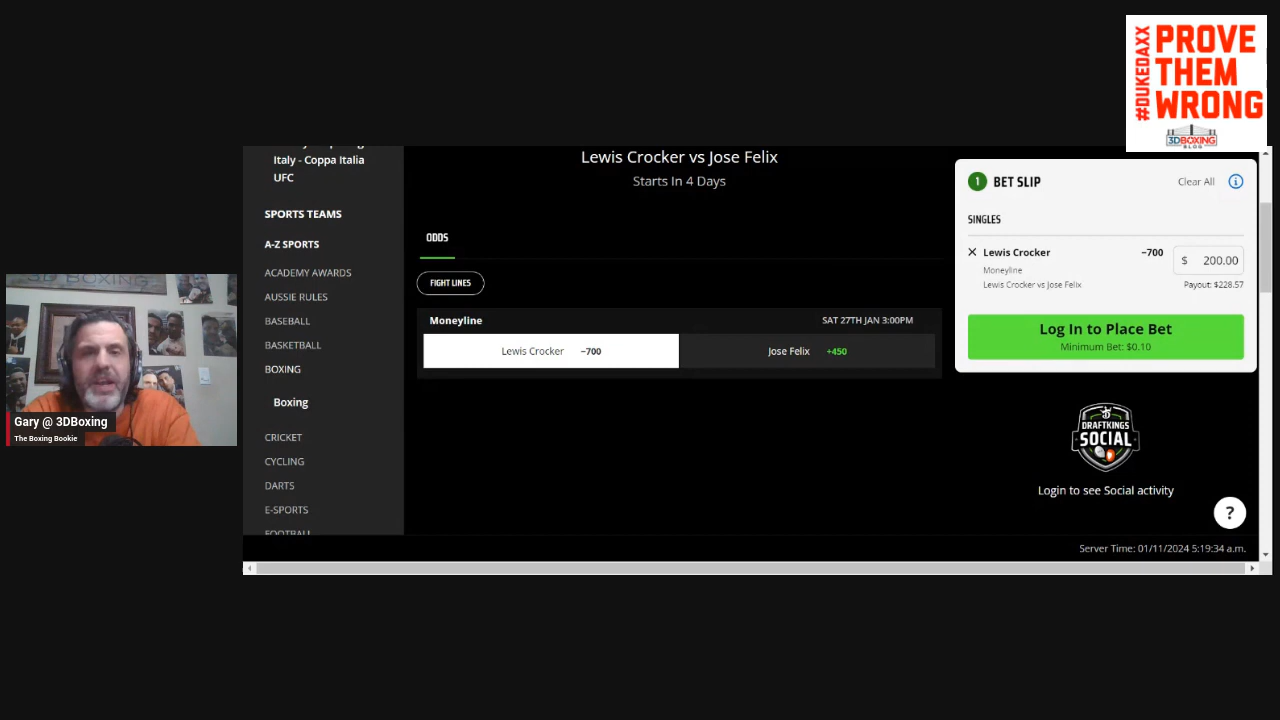 #DUKEDAXX
PROVE
THEM
WRONG
3DBOXING
BLOG
Italy - Coppa Italia
UFC
SPORTS TEAMS
A-Z SPORTS
ACADEMY AWARDS
AUSSIE RULES
BASEBALL
BASKETBALL
BOXING
Boxing
CRICKET
CYCLING
DARTS
E-SPORTS
FOOTBALL
Lewis Crocker vs Jose Felix
Starts In 4 Days
ODDS
FIGHT LINES
Moneyline SAT 27TH JAN 3:00PM
Lewis Crocker −700 Jose Felix +450
1 BET SLIP Clear All
SINGLES
Lewis Crocker −700 $ 200.00
Moneyline
Lewis Crocker vs Jose Felix Payout: $228.57
Log In to Place Bet
Minimum Bet: $0.10
DRAFTKINGS
SOCIAL
Login to see Social activity
?
Server Time: 01/11/2024 5:19:34 a.m.
3D BOXING
Gary @ 3DBoxing
The Boxing Bookie